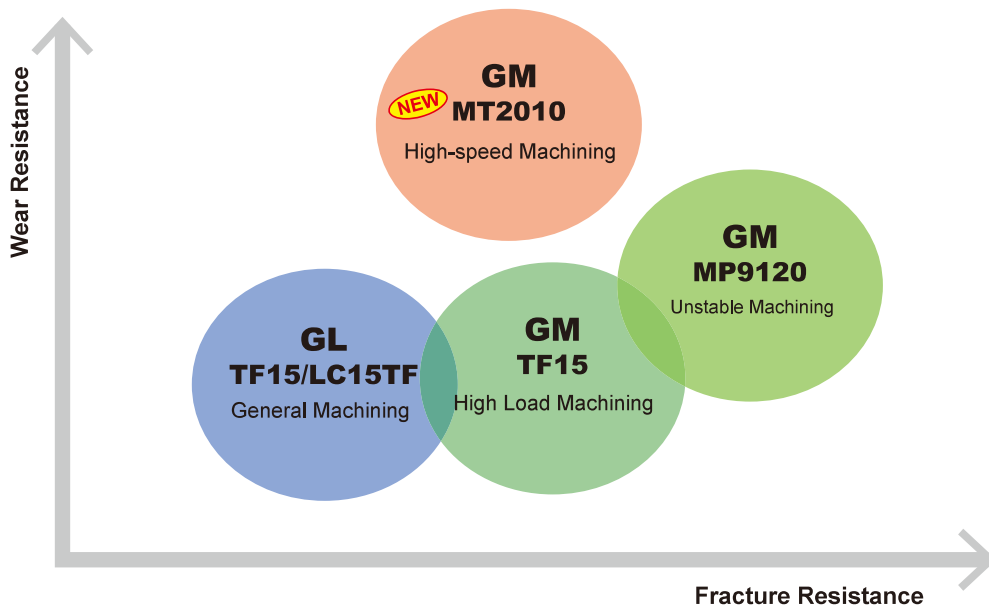 Wear Resistance
NEW
GM
MT2010
High-speed Machining
GM
MP9120
Unstable Machining
GL
TF15/LC15TF
General Machining
GM
TF15
High Load Machining
Fracture Resistance